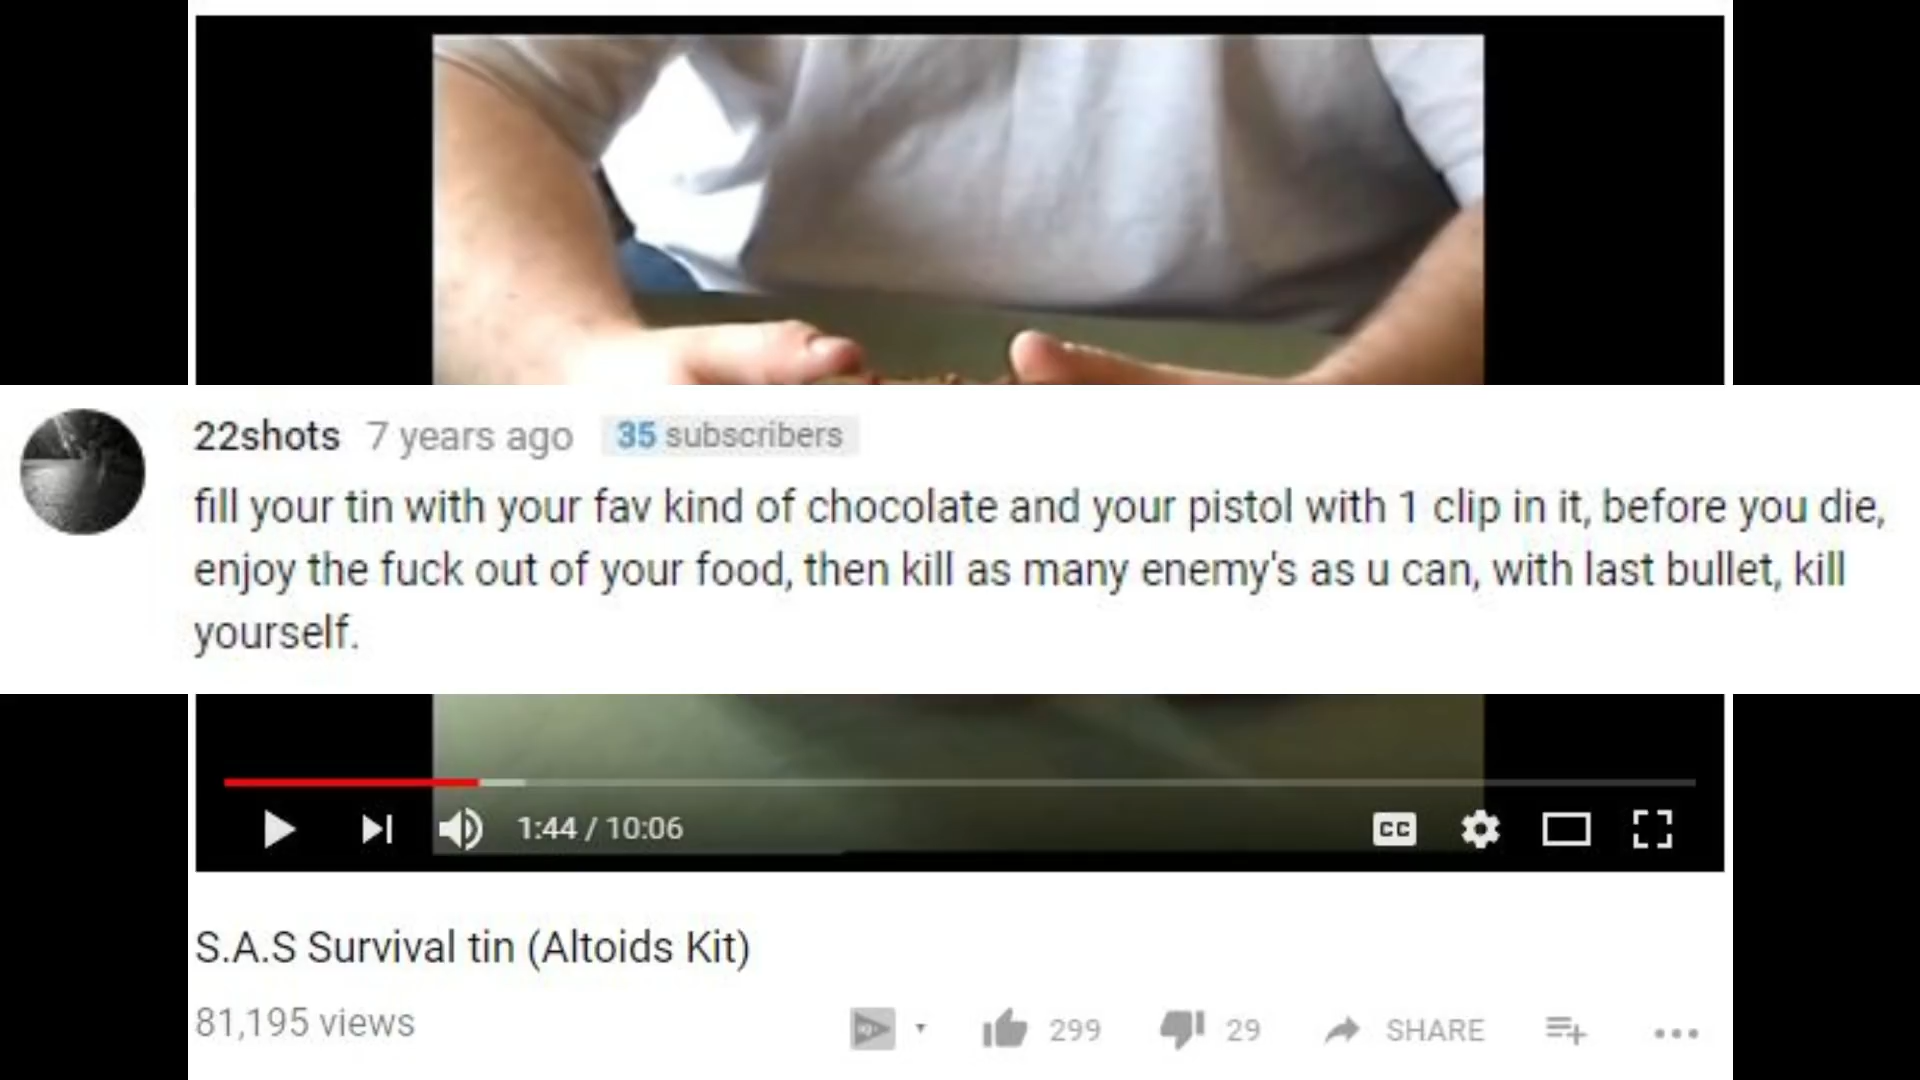 22shots 7 years ago 35 subscribers
fill your tin with your fav kind of chocolate and your pistol with 1 clip in it, before you die,
enjoy the fuck out of your food, then kill as many enemy's as u can, with last bullet, kill
yourself.
1:44 / 10:06
CC
S.A.S Survival tin (Altoids Kit)
81,195 views
299
29
SHARE